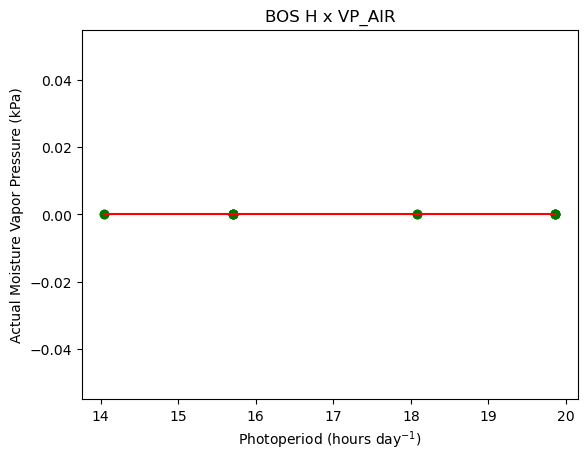 BOS H x VP_AIR
Actual Moisture Vapor Pressure (kPa)
0.04
0.02
0.00
−0.02
−0.04
14 15 16 17 18 19 20
Photoperiod (hours day⁻¹)